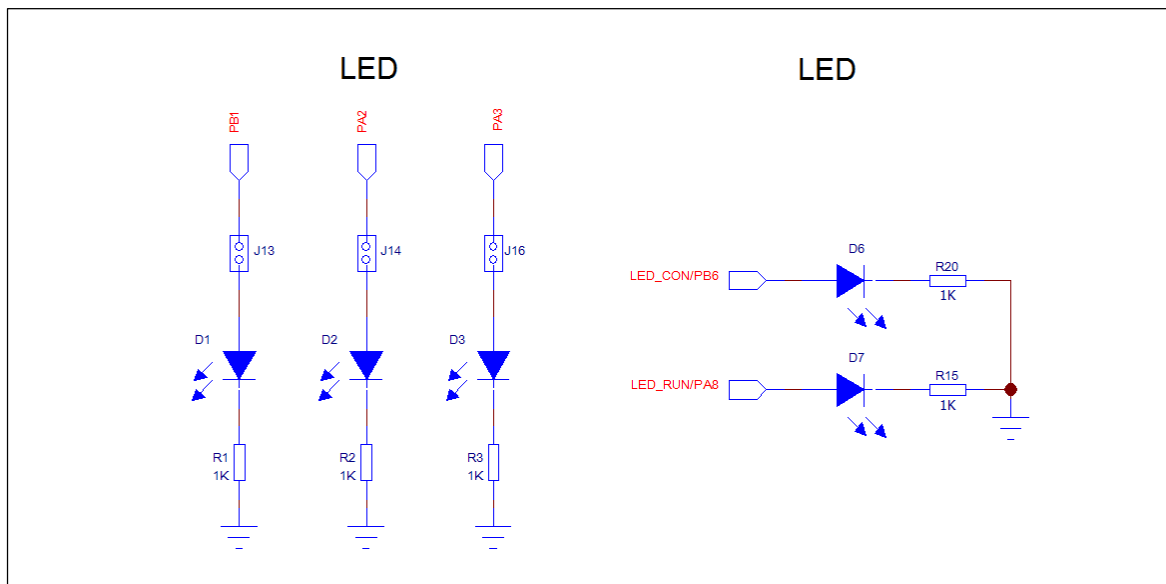 LED
LED
PB1
PA2
PA3
J13
J14
J16
D6
LED_CON/PB6
R20
1K
D1
D2
D3
D7
LED_RUN/PA8
R15
1K
R1
1K
R2
1K
R3
1K